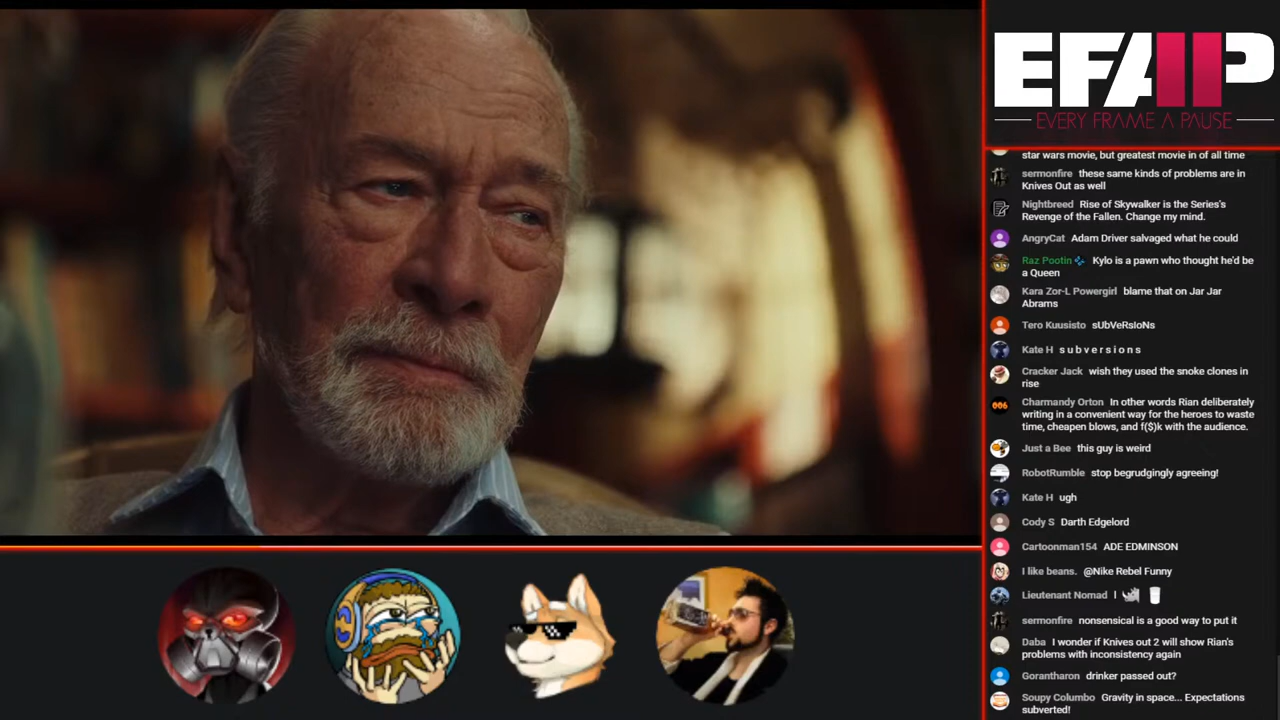 EFAP
EVERY FRAME A PAUSE
star wars movie, but greatest movie in of all time
sermonfire these same kinds of problems are in
Knives Out as well
Nightbreed Rise of Skywalker is the Series's
Revenge of the Fallen. Change my mind.
AngryCat Adam Driver salvaged what he could
Raz Pootin Kylo is a pawn who thought he'd be
a Queen
Kara Zor-L Powergirl blame that on Jar Jar
Abrams
Tero Kuusisto sUbVeRsIoNs
Kate H s u b v e r s i o n s
Cracker Jack wish they used the snoke clones in
rise
Charmandy Orton In other words Rian deliberately
writing in a convenient way for the heroes to waste
time, cheapen blows, and f($)k with the audience.
Just a Bee this guy is weird
RobotRumble stop begrudgingly agreeing!
Kate H ugh
Cody S Darth Edgelord
Cartoonman154 ADE EDMINSON
I like beans. @Nike Rebel Funny
Lieutenant Nomad I
sermonfire nonsensical is a good way to put it
Daba I wonder if Knives out 2 will show Rian's
problems with inconsistency again
Gorantharon drinker passed out?
Soupy Columbo Gravity in space... Expectations
subverted!
006